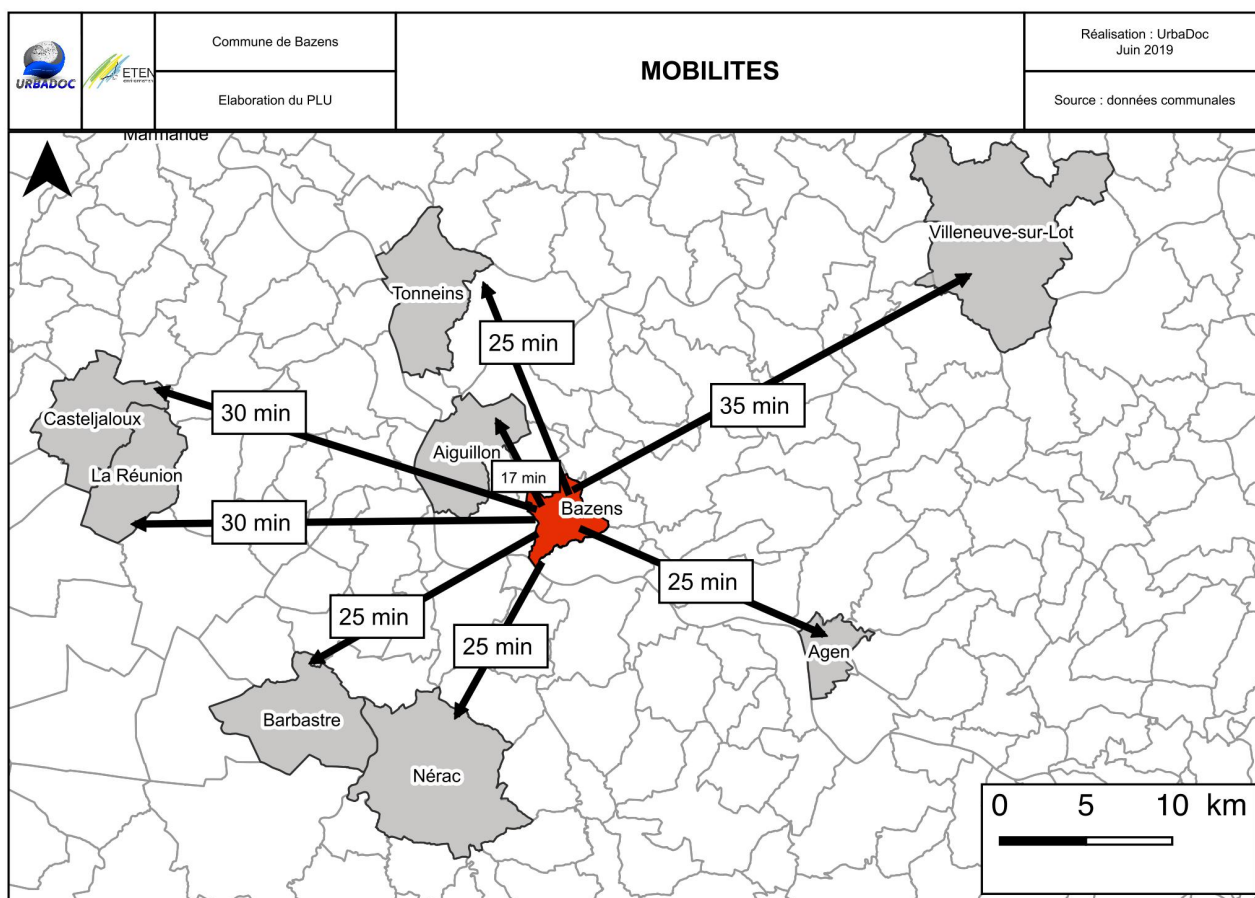 URBADOC
ETEN
Commune de Bazens
Elaboration du PLU
MOBILITES
Réalisation : UrbaDoc
Juin 2019
Source : données communales
Marmande
Villeneuve-sur-Lot
Tonneins
25 min
35 min
30 min
Casteljaloux
Aiguillon
La Réunion
17 min
Bazens
30 min
25 min
25 min
25 min
Agen
Barbastre
Nérac
0 5 10 km